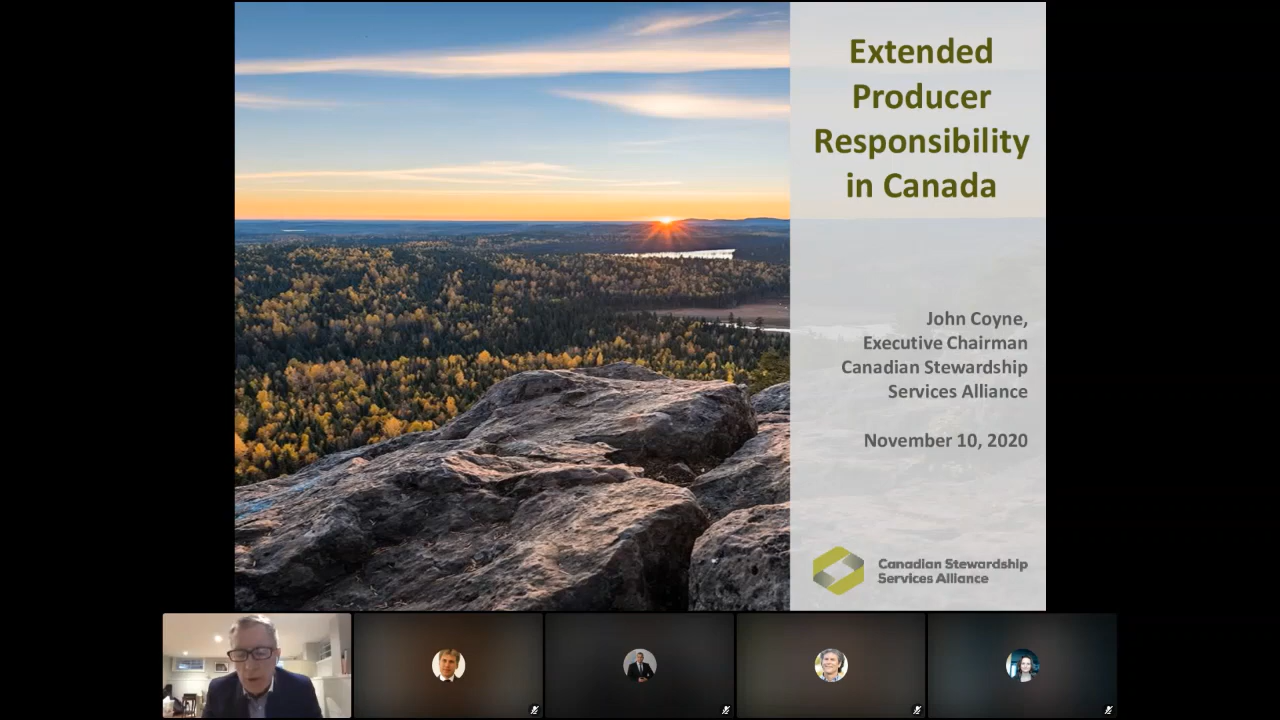 Extended
Producer
Responsibility
in Canada
John Coyne,
Executive Chairman
Canadian Stewardship
Services Alliance
November 10, 2020
Canadian Stewardship
Services Alliance